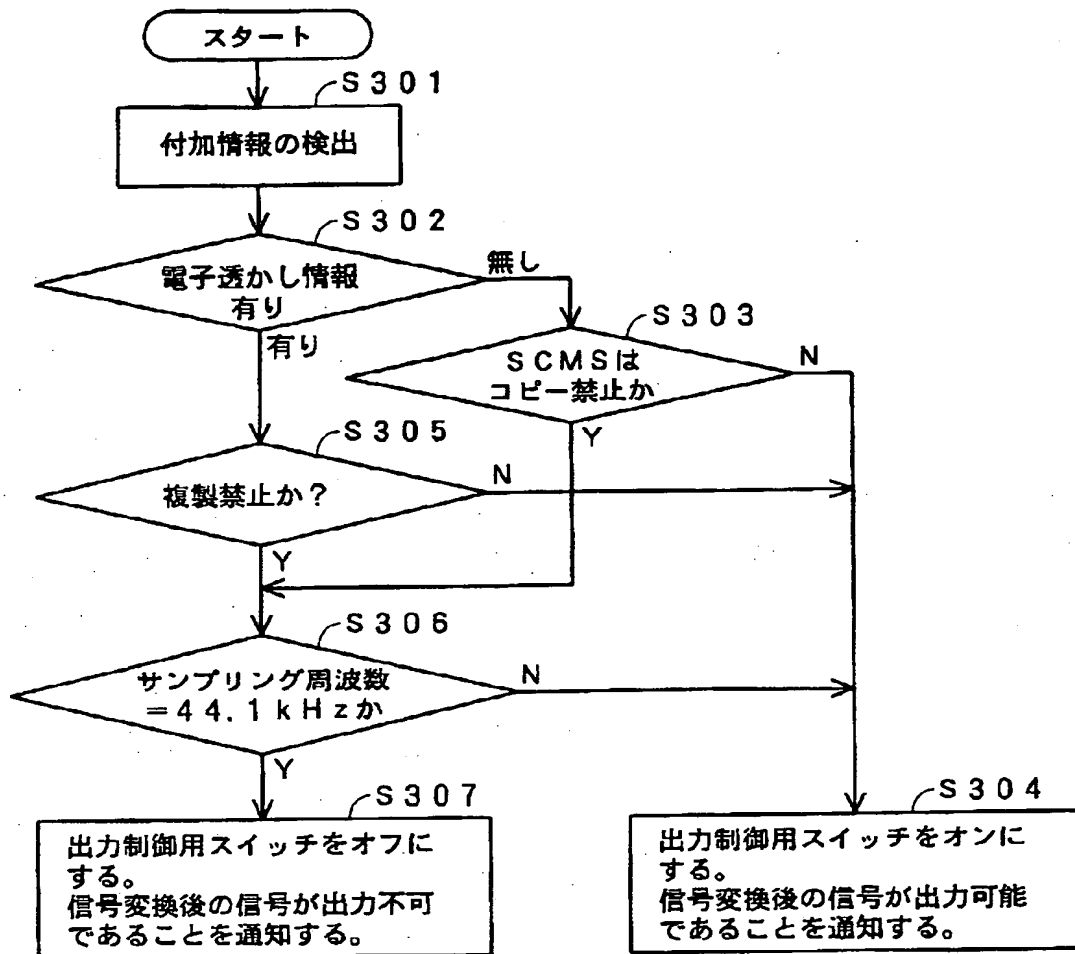 スタート
S301
付加情報の検出
S302
電子透かし情報
有り
無し
有り
S303
SCMSは
コピー禁止か
N
Y
S305
複製禁止か？
N
Y
S306
サンプリング周波数
＝44.1kHzか
N
Y
S307
出力制御用スイッチをオフに
する。
信号変換後の信号が出力不可
であることを通知する。
S304
出力制御用スイッチをオンに
する。
信号変換後の信号が出力可能
であることを通知する。